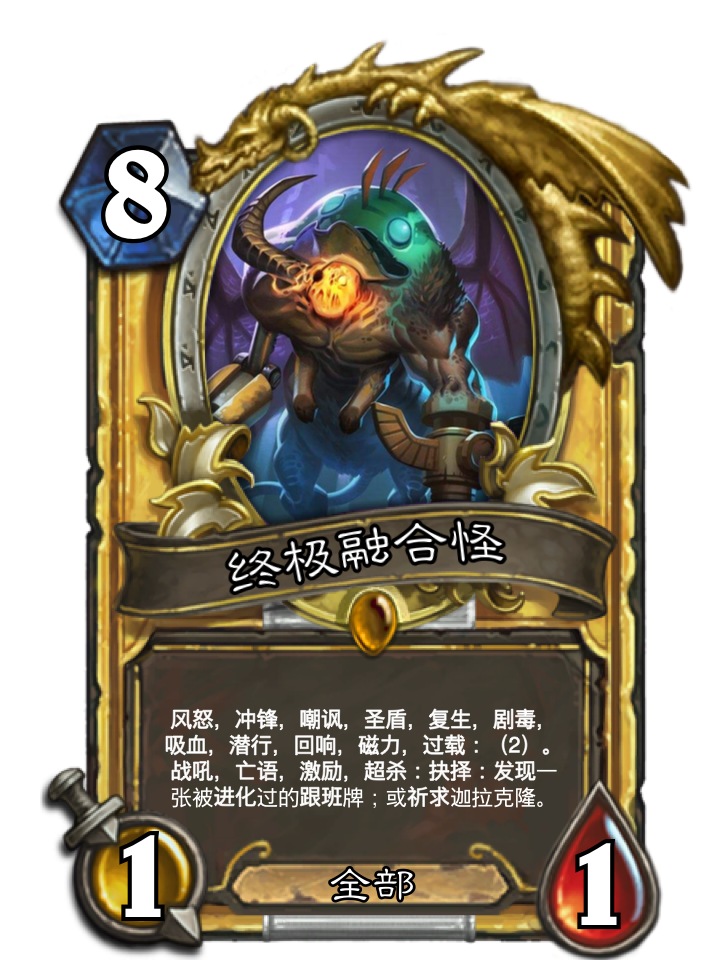 8
终极融合怪
风怒，冲锋，嘲讽，圣盾，复生，剧毒，
吸血，潜行，回响，磁力，过载：（2）。
战吼，亡语，激励，超杀：抉择：发现一
张被进化过的跟班牌；或祈求迦拉克隆。
1
全部
1